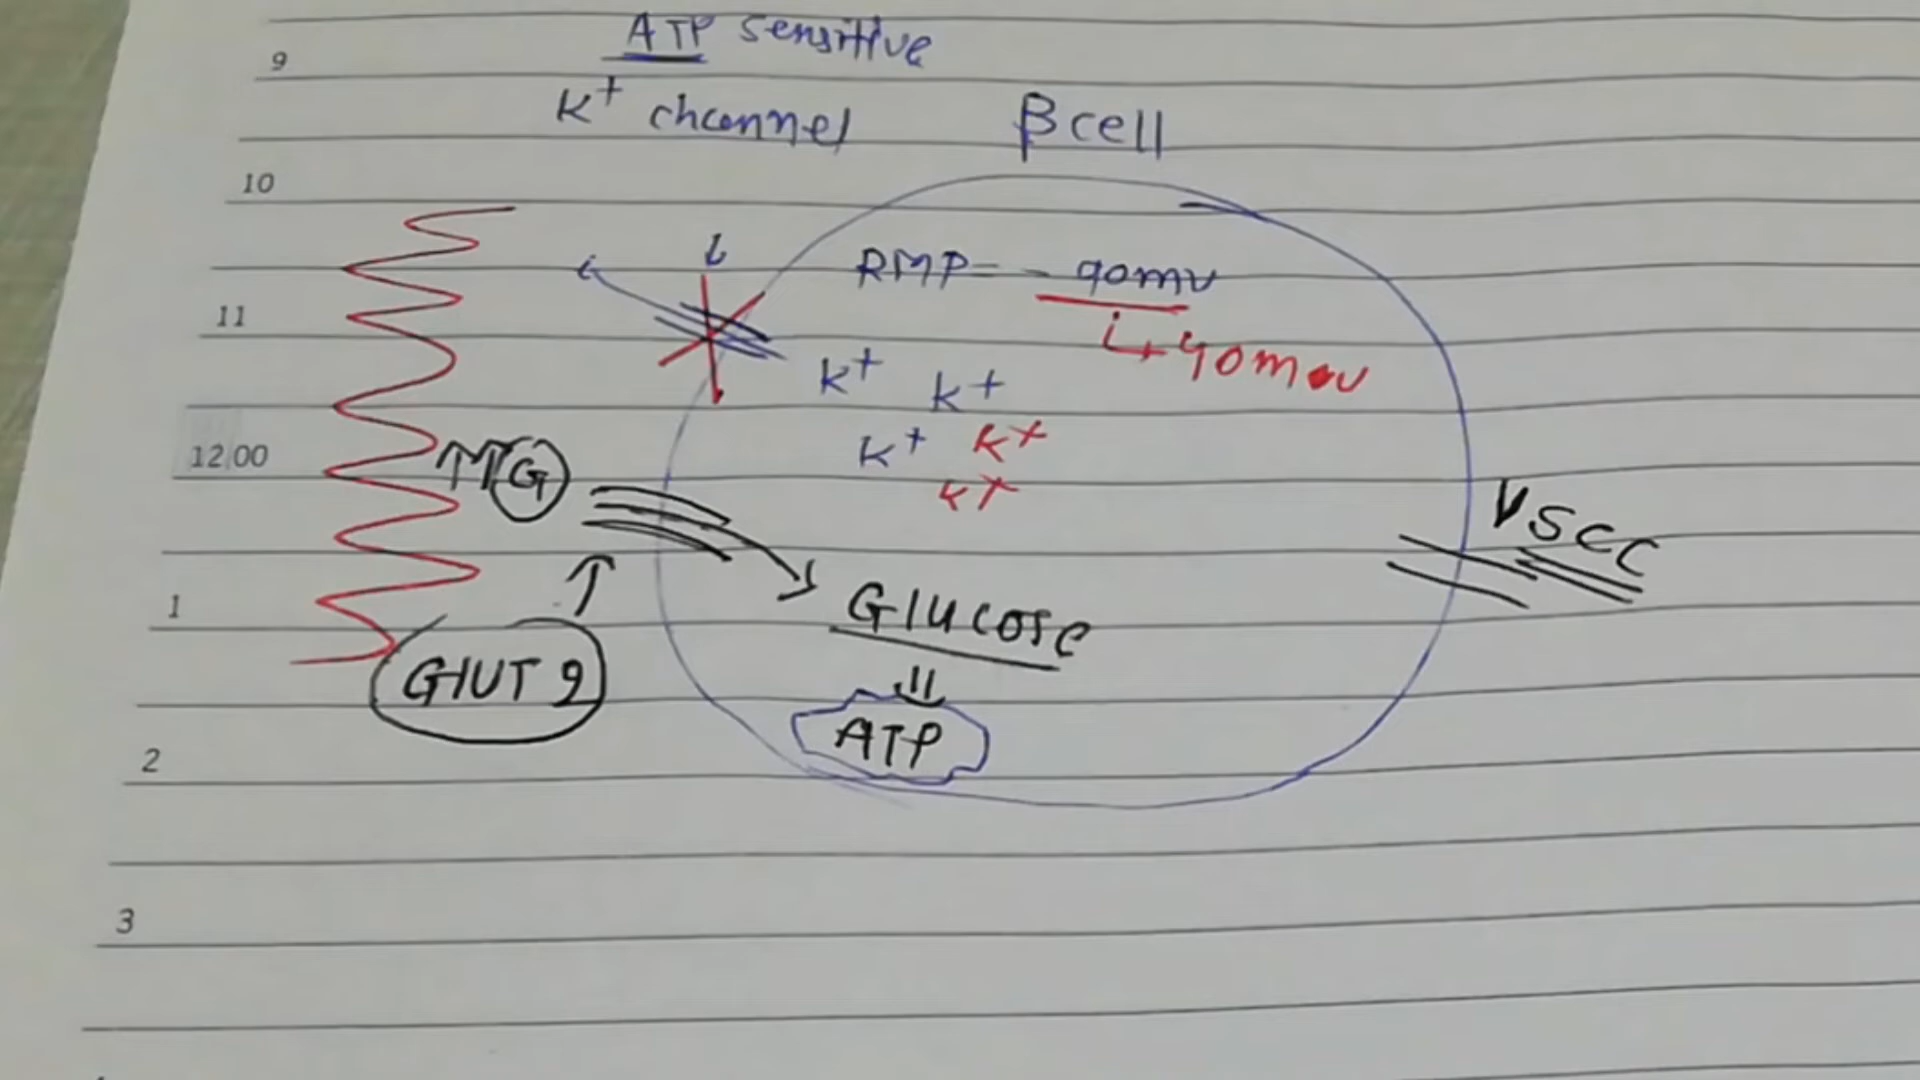 ATP sensitive
9
K+ channel
β cell
10
RMP = - 90mv
11
↳ +40mv
K+ K+
K+ K+
K+
12 00
↑↑ G
VSCC
1
Glucose
GLUT 2
ATP
2
3